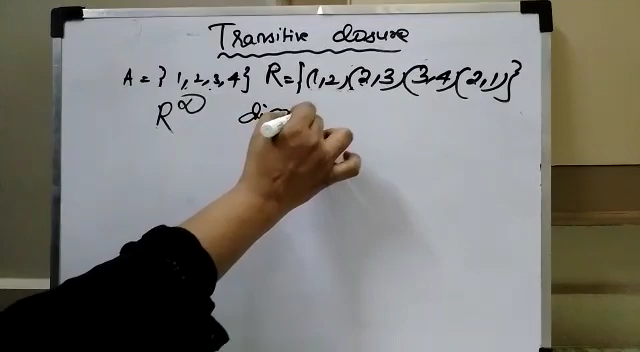 Transitive closure
A = { 1, 2, 3, 4 } R = { (1, 2) (2, 3) (3, 4) (2, 1) }
R∞